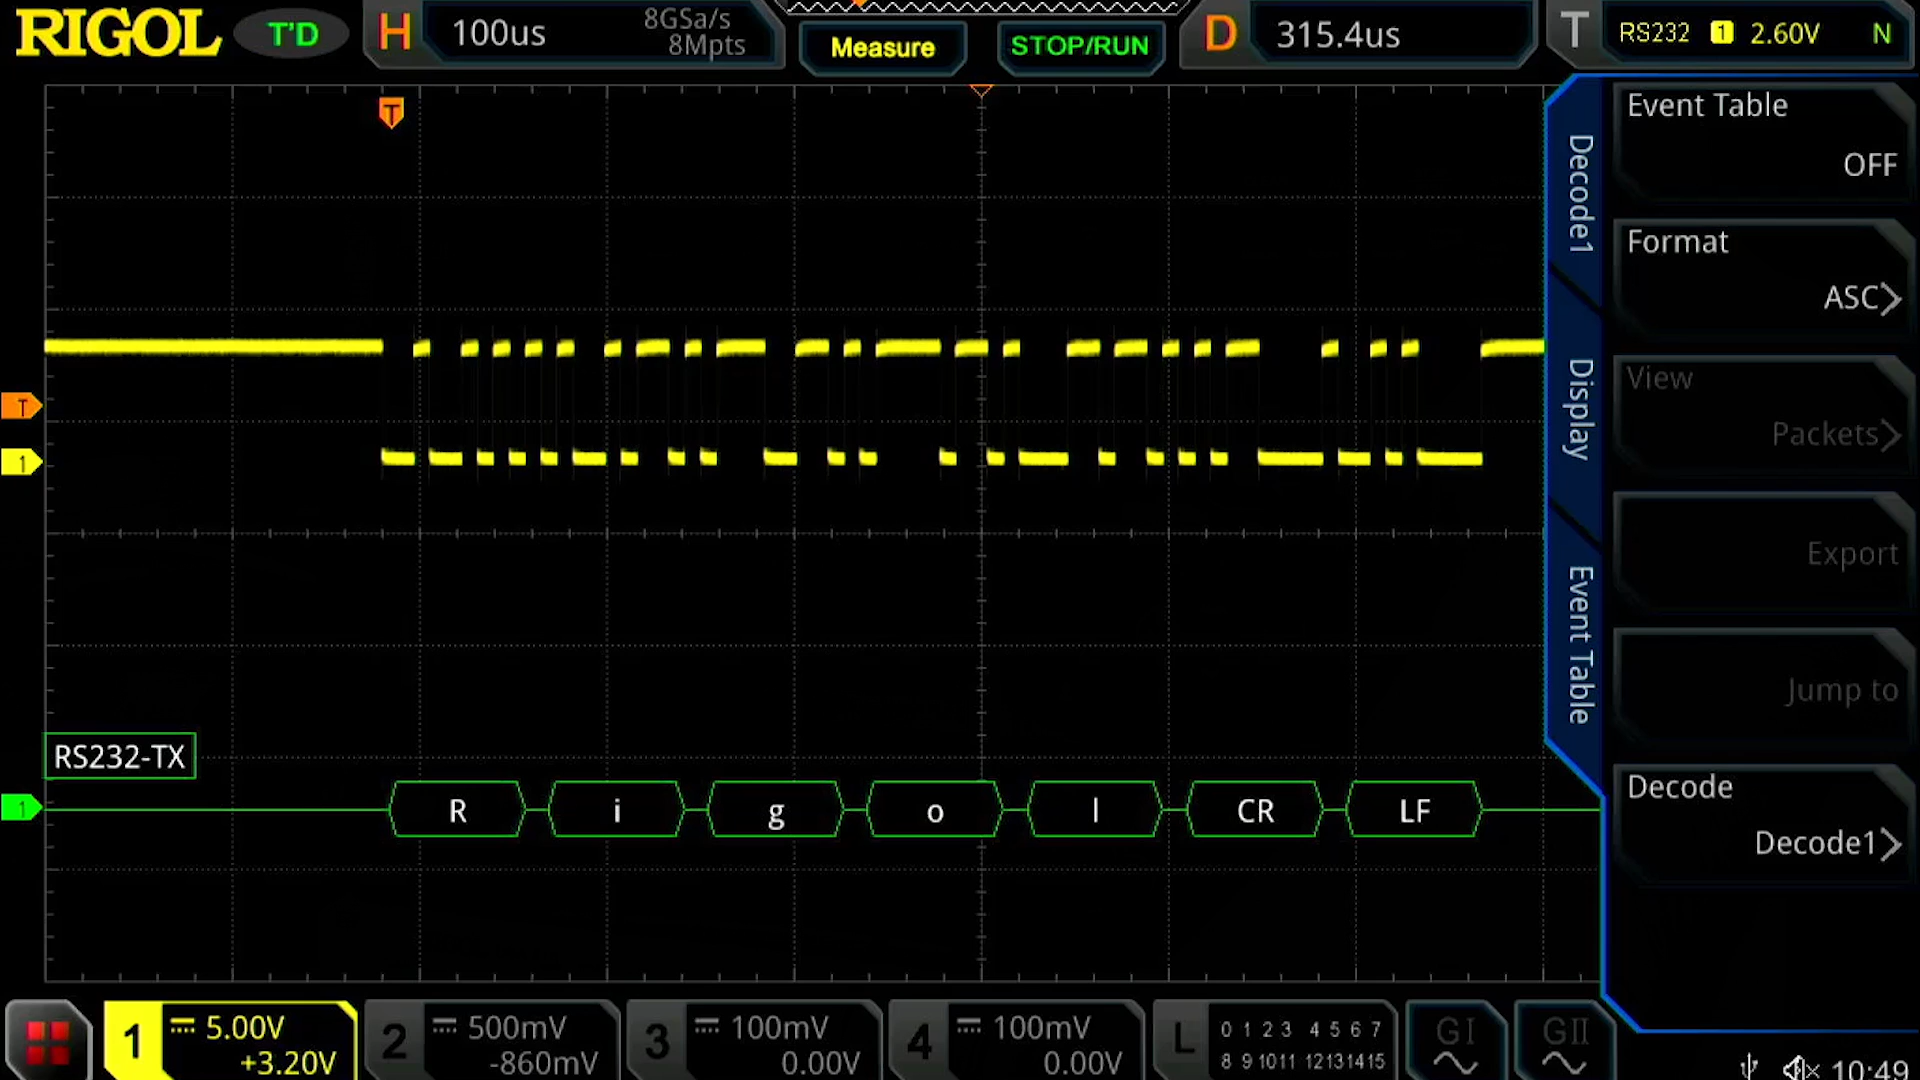 RIGOL T'D H 100us 8GSa/s 8Mpts Measure STOP/RUN D 315.4us T RS232 1 2.60V N
T
T
1
RS232-TX
1
R i g o l CR LF
Decode1
Display
Event Table
Event Table
OFF
Format
ASC
View
Packets
Export
Jump to
Decode
Decode1
1 5.00V
+3.20V
2 500mV
-860mV
3 100mV
0.00V
4 100mV
0.00V
L 0 1 2 3 4 5 6 7
8 9 10 11 12 13 14 15
GI
GII
10:49